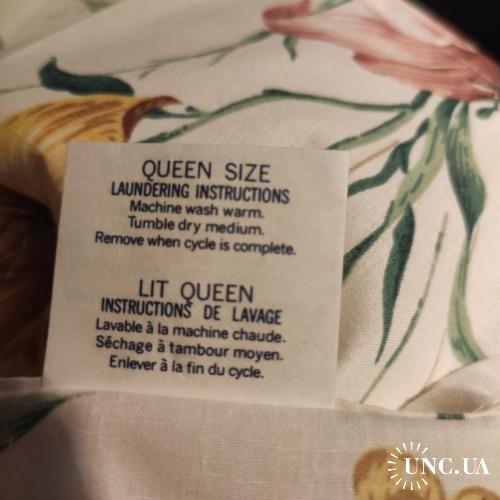 QUEEN SIZE
LAUNDERING INSTRUCTIONS
Machine wash warm.
Tumble dry medium.
Remove when cycle is complete.
LIT QUEEN
INSTRUCTIONS DE LAVAGE
Lavable à la machine chaude.
Séchage à tambour moyen.
Enlever à la fin du cycle.
UNC.UA